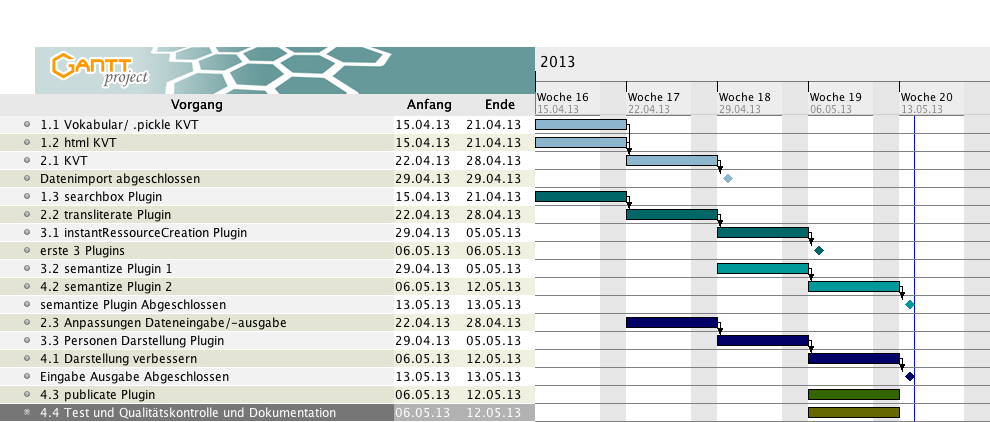 GANTT
project
2013
Vorgang Anfang Ende
Woche 16 Woche 17 Woche 18 Woche 19 Woche 20
15.04.13 22.04.13 29.04.13 06.05.13 13.05.13
1.1 Vokabular/ .pickle KVT 15.04.13 21.04.13
1.2 html KVT 15.04.13 21.04.13
2.1 KVT 22.04.13 28.04.13
Datenimport abgeschlossen 29.04.13 29.04.13
1.3 searchbox Plugin 15.04.13 21.04.13
2.2 transliterate Plugin 22.04.13 28.04.13
3.1 instantRessourceCreation Plugin 29.04.13 05.05.13
erste 3 Plugins 06.05.13 06.05.13
3.2 semantize Plugin 1 29.04.13 05.05.13
4.2 semantize Plugin 2 06.05.13 12.05.13
semantize Plugin Abgeschlossen 13.05.13 13.05.13
2.3 Anpassungen Dateneingabe/-ausgabe 22.04.13 28.04.13
3.3 Personen Darstellung Plugin 29.04.13 05.05.13
4.1 Darstellung verbessern 06.05.13 12.05.13
Eingabe Ausgabe Abgeschlossen 13.05.13 13.05.13
4.3 publicate Plugin 06.05.13 12.05.13
4.4 Test und Qualitätskontrolle und Dokumentation 06.05.13 12.05.13